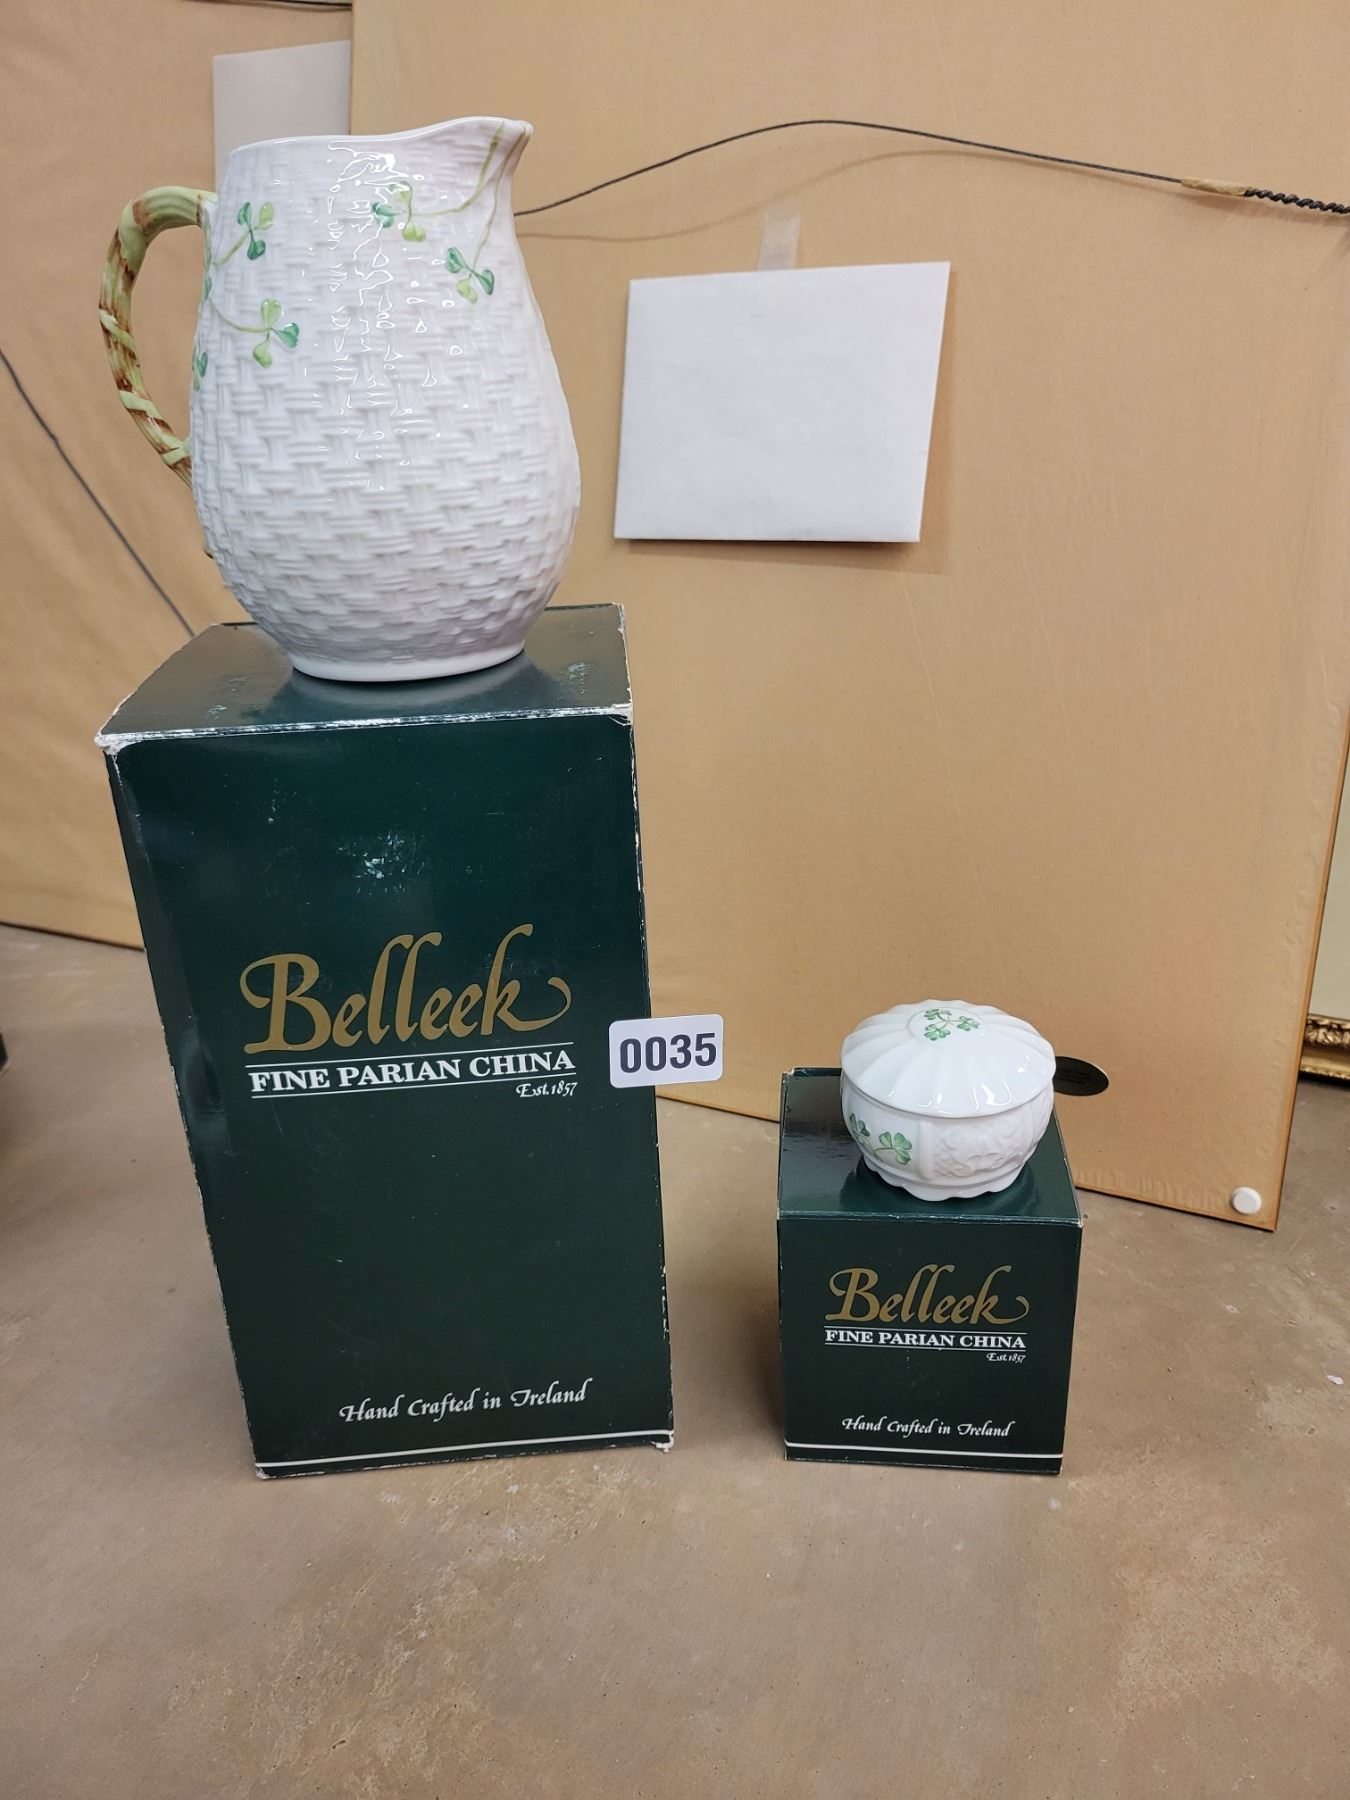 Belleek
FINE PARIAN CHINA
Est. 1857
Hand Crafted in Ireland
0035
Belleek
FINE PARIAN CHINA
Est. 1857
Hand Crafted in Ireland